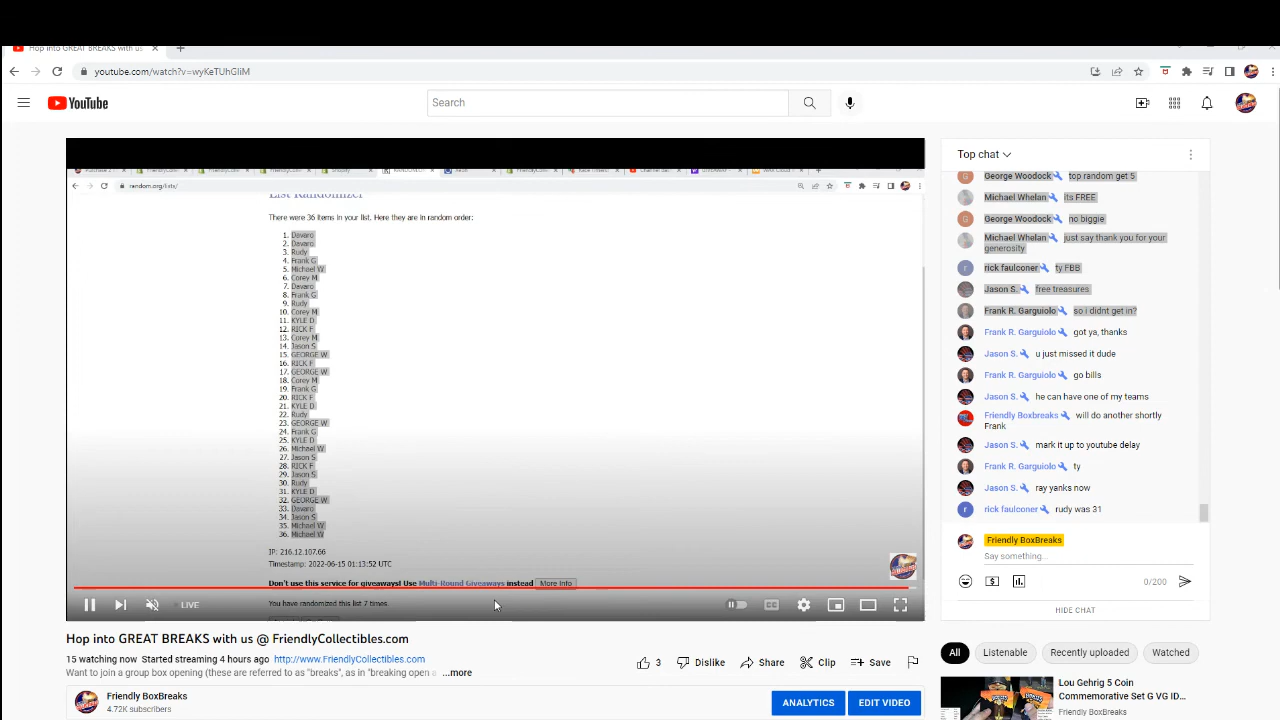 Hop into GREAT BREAKS with us
youtube.com/watch?v=wyKeTUhGIiM
YouTube
Search
random.org/lists/
List Randomizer
There were 36 items in your list. Here they are in random order:
1. Davaro
2. Davaro
3. Rudy
4. Frank G
5. Michael W
6. Corey M
7. Davaro
8. Frank G
9. Rudy
10. Corey M
11. KYLE D
12. RICK F
13. Corey M
14. Jason S
15. GEORGE W
16. RICK F
17. GEORGE W
18. Corey M
19. Frank G
20. RICK F
21. KYLE D
22. Rudy
23. GEORGE W
24. Frank G
25. KYLE D
26. Michael W
27. Jason S
28. RICK F
29. Jason S
30. Rudy
31. KYLE D
32. GEORGE W
33. Davaro
34. Jason S
35. Michael W
36. Michael W
IP: 216.12.107.66
Timestamp: 2022-06-15 01:13:52 UTC
Don't use this service for giveaways! Use Multi-Round Giveaways instead More Info
You have randomized this list 7 times.
LIVE
Top chat
George Woodock top random get 5
Michael Whelan its FREE
George Woodock no biggie
Michael Whelan just say thank you for your
generosity
rick faulconer ty FBB
Jason S. free treasures
Frank R. Garguiolo so i didnt get in?
Frank R. Garguiolo got ya, thanks
Jason S. u just missed it dude
Frank R. Garguiolo go bills
Jason S. he can have one of my teams
Friendly Boxbreaks will do another shortly
Frank
Jason S. mark it up to youtube delay
Frank R. Garguiolo ty
Jason S. ray yanks now
rick faulconer rudy was 31
Friendly BoxBreaks
Say something...
0/200
HIDE CHAT
Hop into GREAT BREAKS with us @ FriendlyCollectibles.com
15 watching now Started streaming 4 hours ago http://www.FriendlyCollectibles.com
Want to join a group box opening (these are referred to as "breaks", as in "breaking open a ...more
3 Dislike Share Clip Save
Friendly BoxBreaks
4.72K subscribers
ANALYTICS
EDIT VIDEO
All Listenable Recently uploaded Watched
Lou Gehrig 5 Coin
Commemorative Set G VG ID...
Friendly BoxBreaks